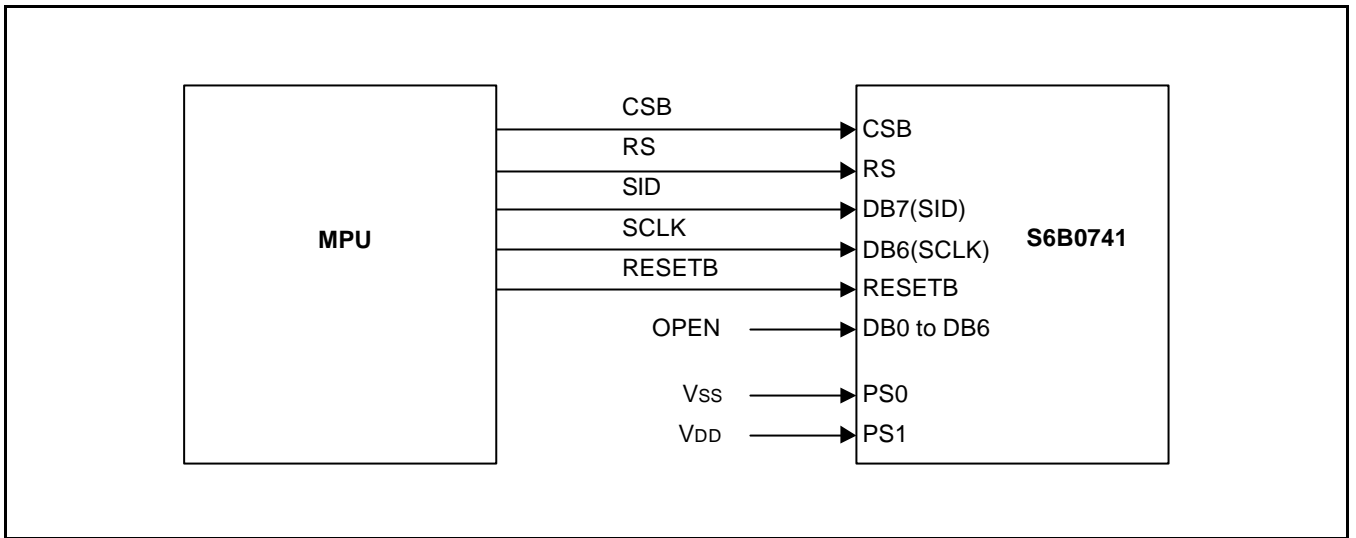 CSB
CSB
RS
RS
SID
DB7(SID)
MPU
SCLK
S6B0741
DB6(SCLK)
RESETB
RESETB
OPEN
DB0 to DB6
VSS
PS0
VDD
PS1